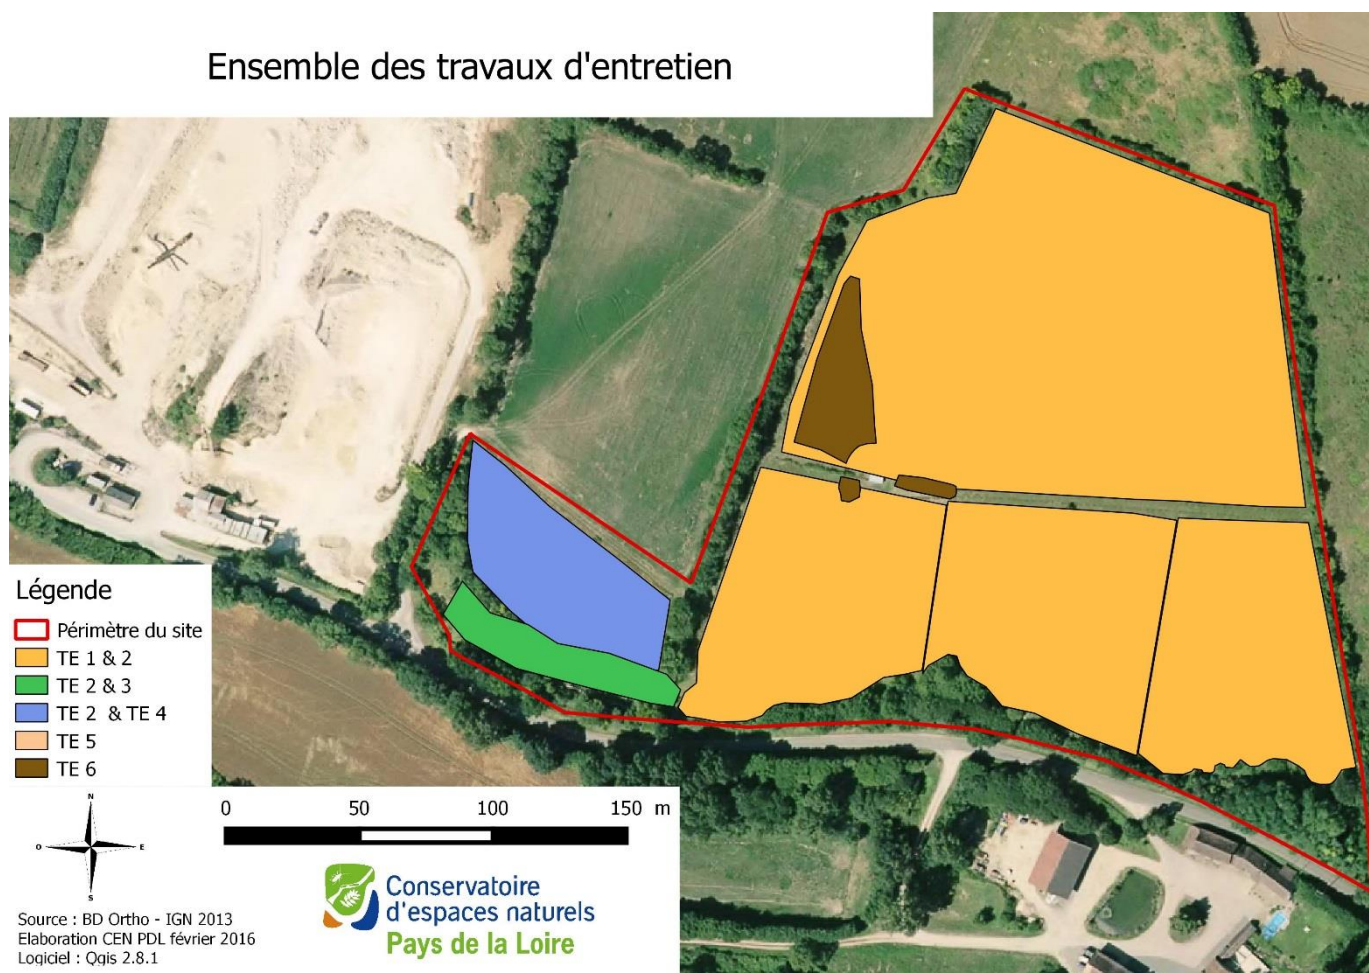 Ensemble des travaux d'entretien
Légende
Périmètre du site
TE 1 & 2
TE 2 & 3
TE 2 & TE 4
TE 5
TE 6
N
O
E
S
0 50 100 150 m
Conservatoire
d'espaces naturels
Pays de la Loire
Source : BD Ortho - IGN 2013
Elaboration CEN PDL février 2016
Logiciel : Qgis 2.8.1